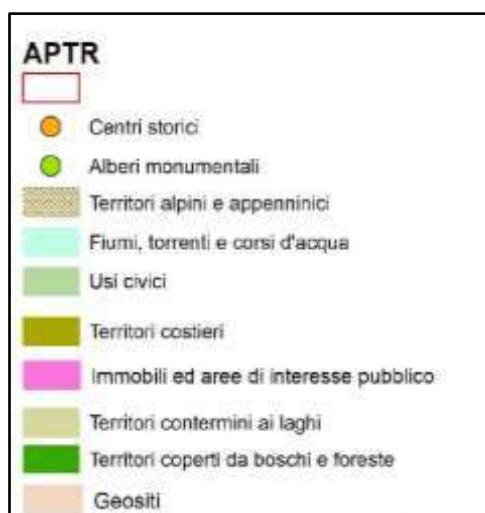 APTR
Centri storici
Alberi monumentali
Territori alpini e appenninici
Fiumi, torrenti e corsi d'acqua
Usi civici
Territori costieri
Immobili ed aree di interesse pubblico
Territori contermini ai laghi
Territori coperti da boschi e foreste
Geositi